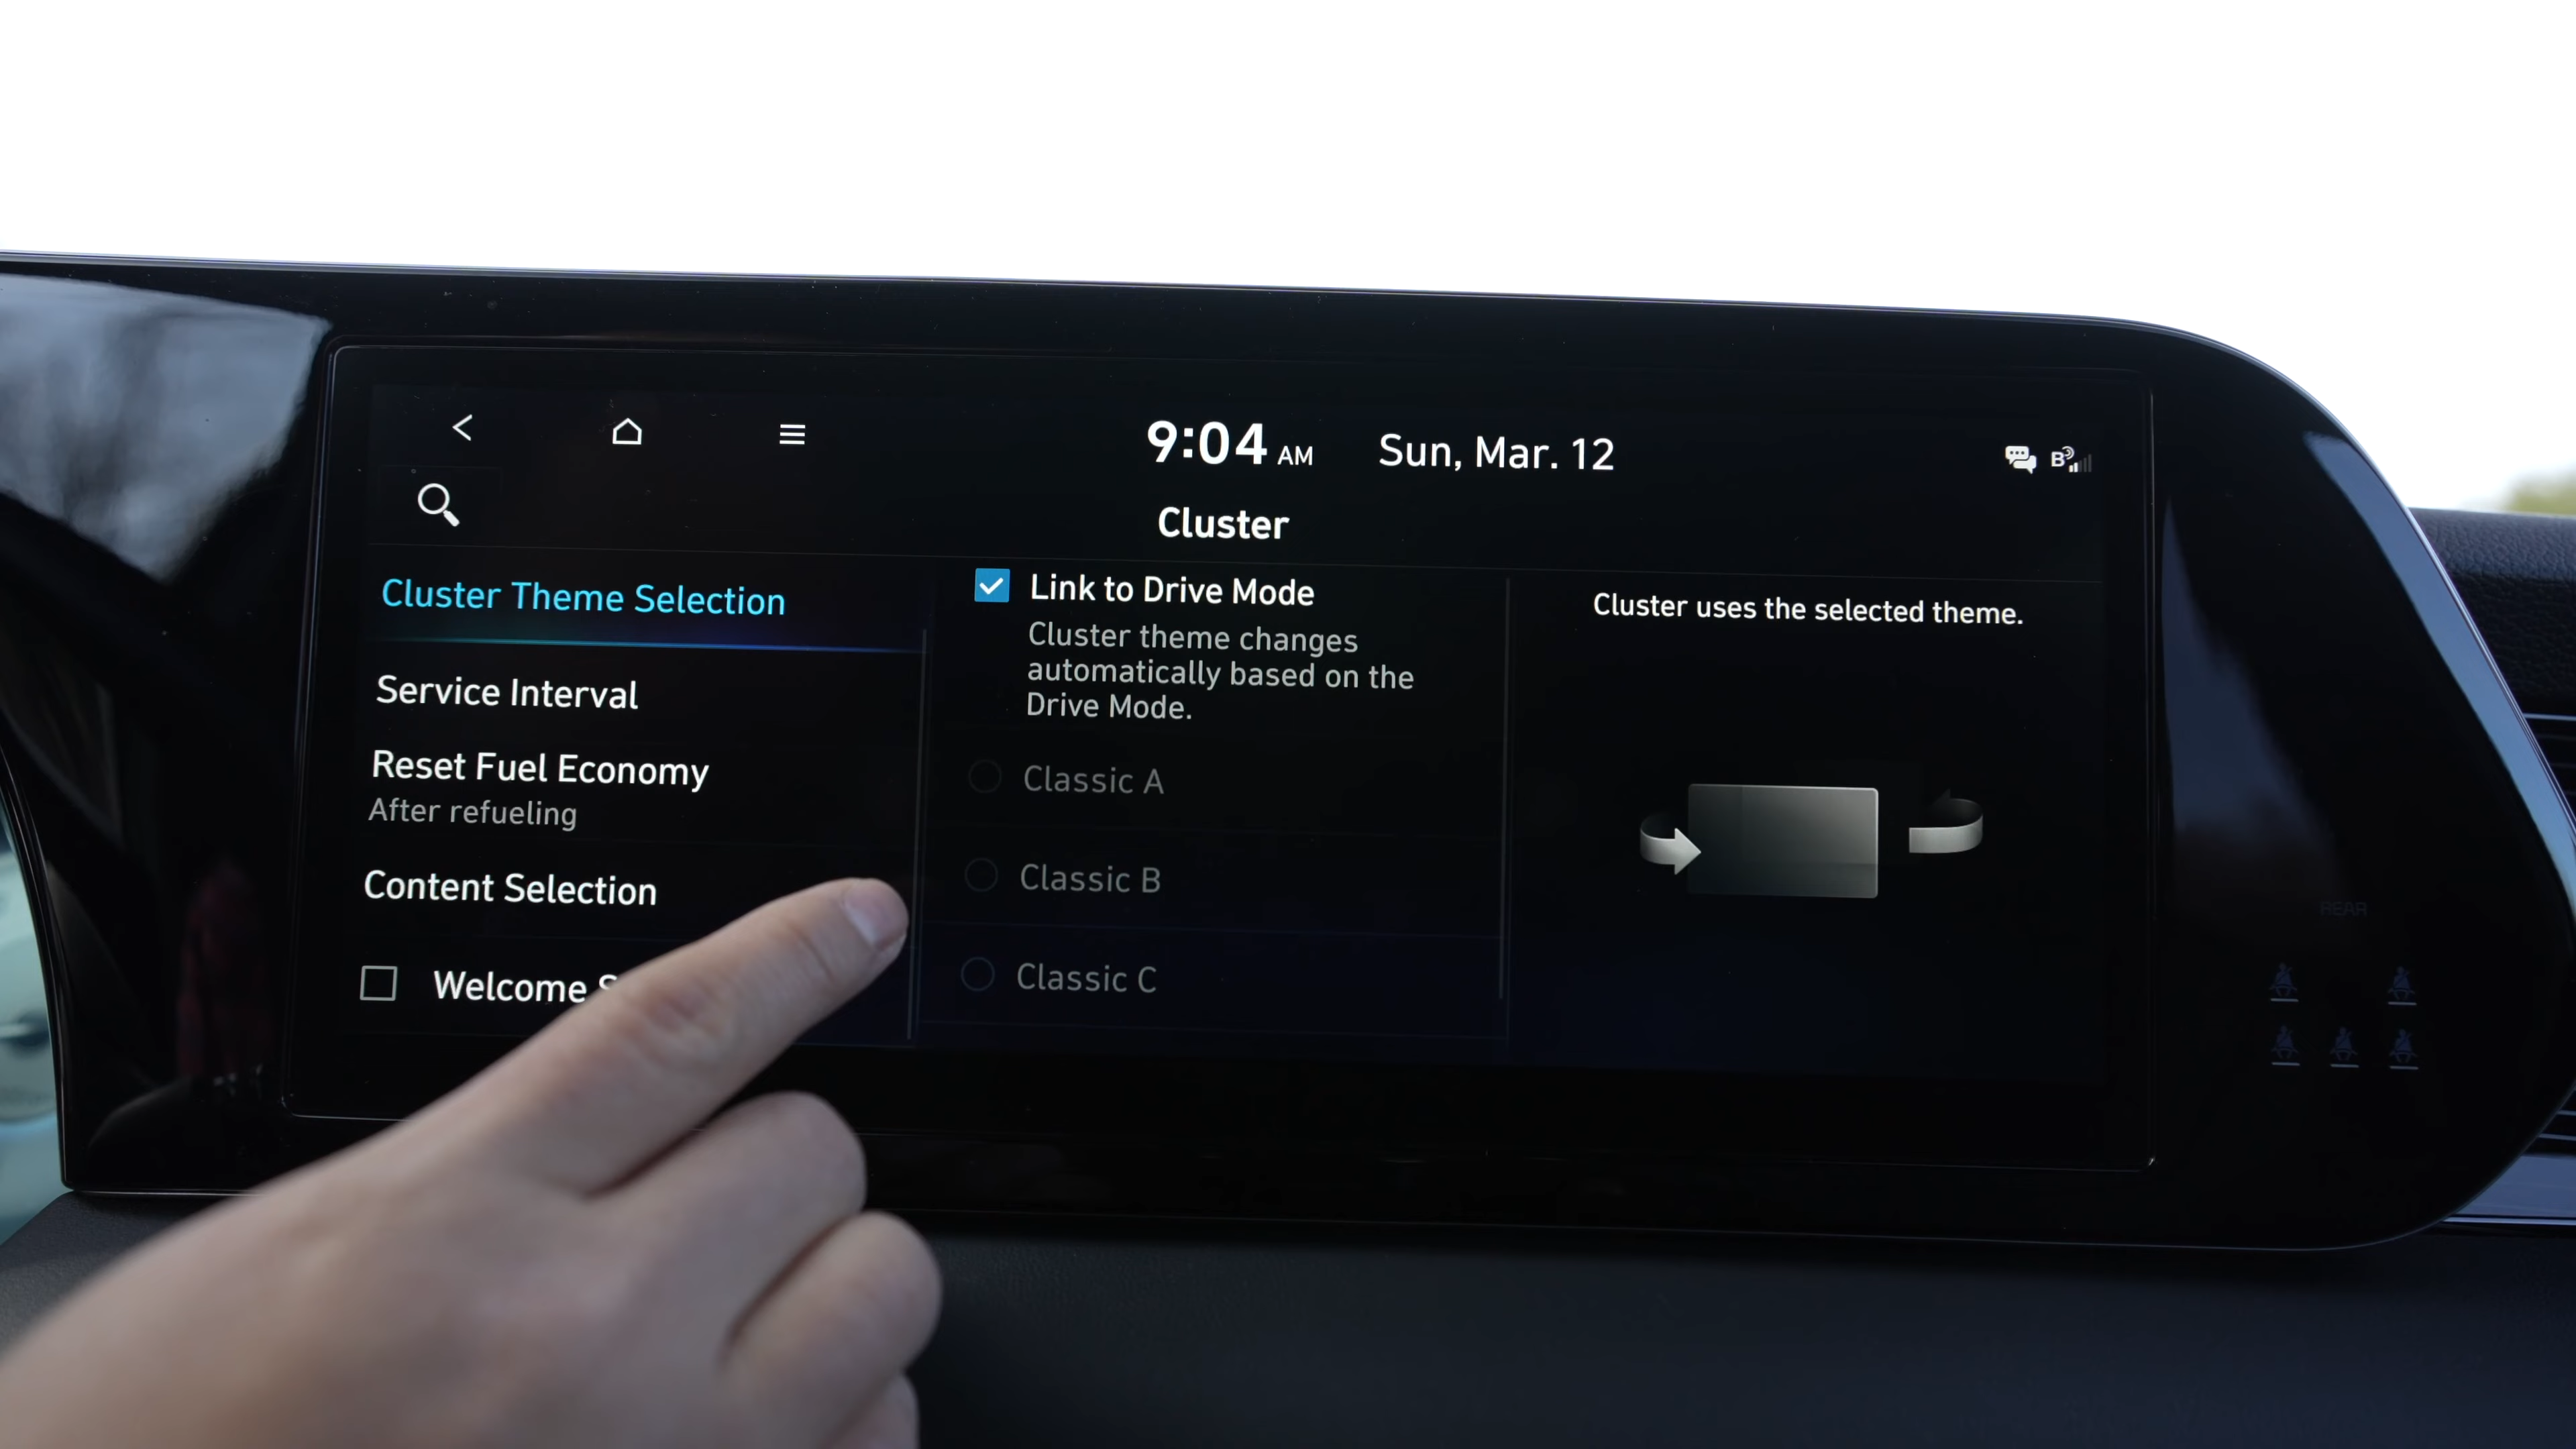 9:04 AM Sun, Mar. 12
Cluster
Cluster Theme Selection
Service Interval
Reset Fuel Economy
After refueling
Content Selection
Welcome
Link to Drive Mode
Cluster theme changes
automatically based on the
Drive Mode.
Classic A
Classic B
Classic C
Cluster uses the selected theme.
REAR